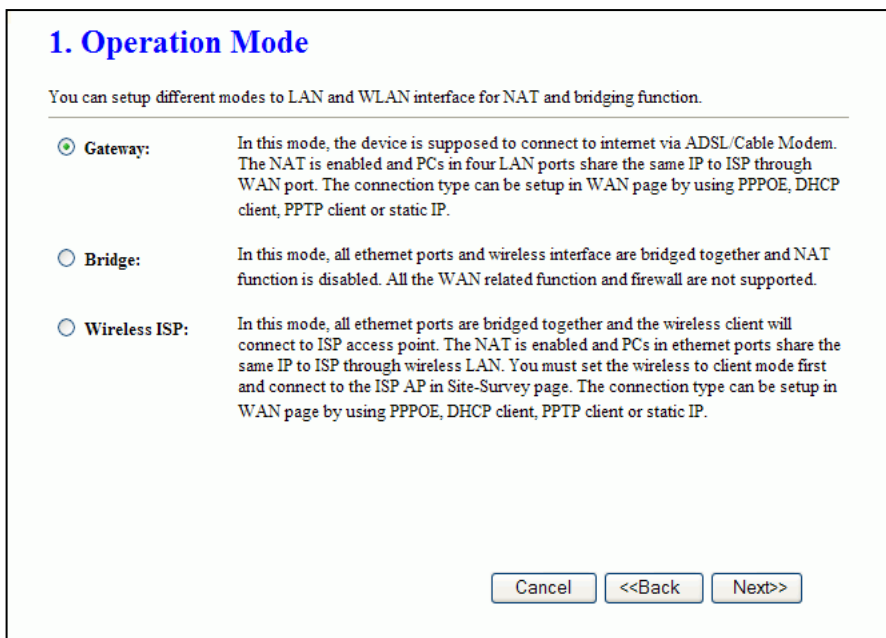 1. Operation Mode
You can setup different modes to LAN and WLAN interface for NAT and bridging function.
Gateway:
In this mode, the device is supposed to connect to internet via ADSL/Cable Modem.
The NAT is enabled and PCs in four LAN ports share the same IP to ISP through
WAN port. The connection type can be setup in WAN page by using PPPOE, DHCP
client, PPTP client or static IP.
Bridge:
In this mode, all ethernet ports and wireless interface are bridged together and NAT
function is disabled. All the WAN related function and firewall are not supported.
Wireless ISP:
In this mode, all ethernet ports are bridged together and the wireless client will
connect to ISP access point. The NAT is enabled and PCs in ethernet ports share the
same IP to ISP through wireless LAN. You must set the wireless to client mode first
and connect to the ISP AP in Site-Survey page. The connection type can be setup in
WAN page by using PPPOE, DHCP client, PPTP client or static IP.
Cancel <<Back Next>>